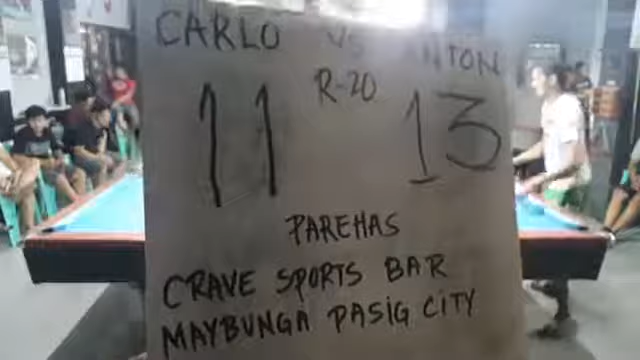 CARLO VS ANTON
R-20
11 13
PAREHAS
CRAVE SPORTS BAR
MAYBUNGA PASIG CITY